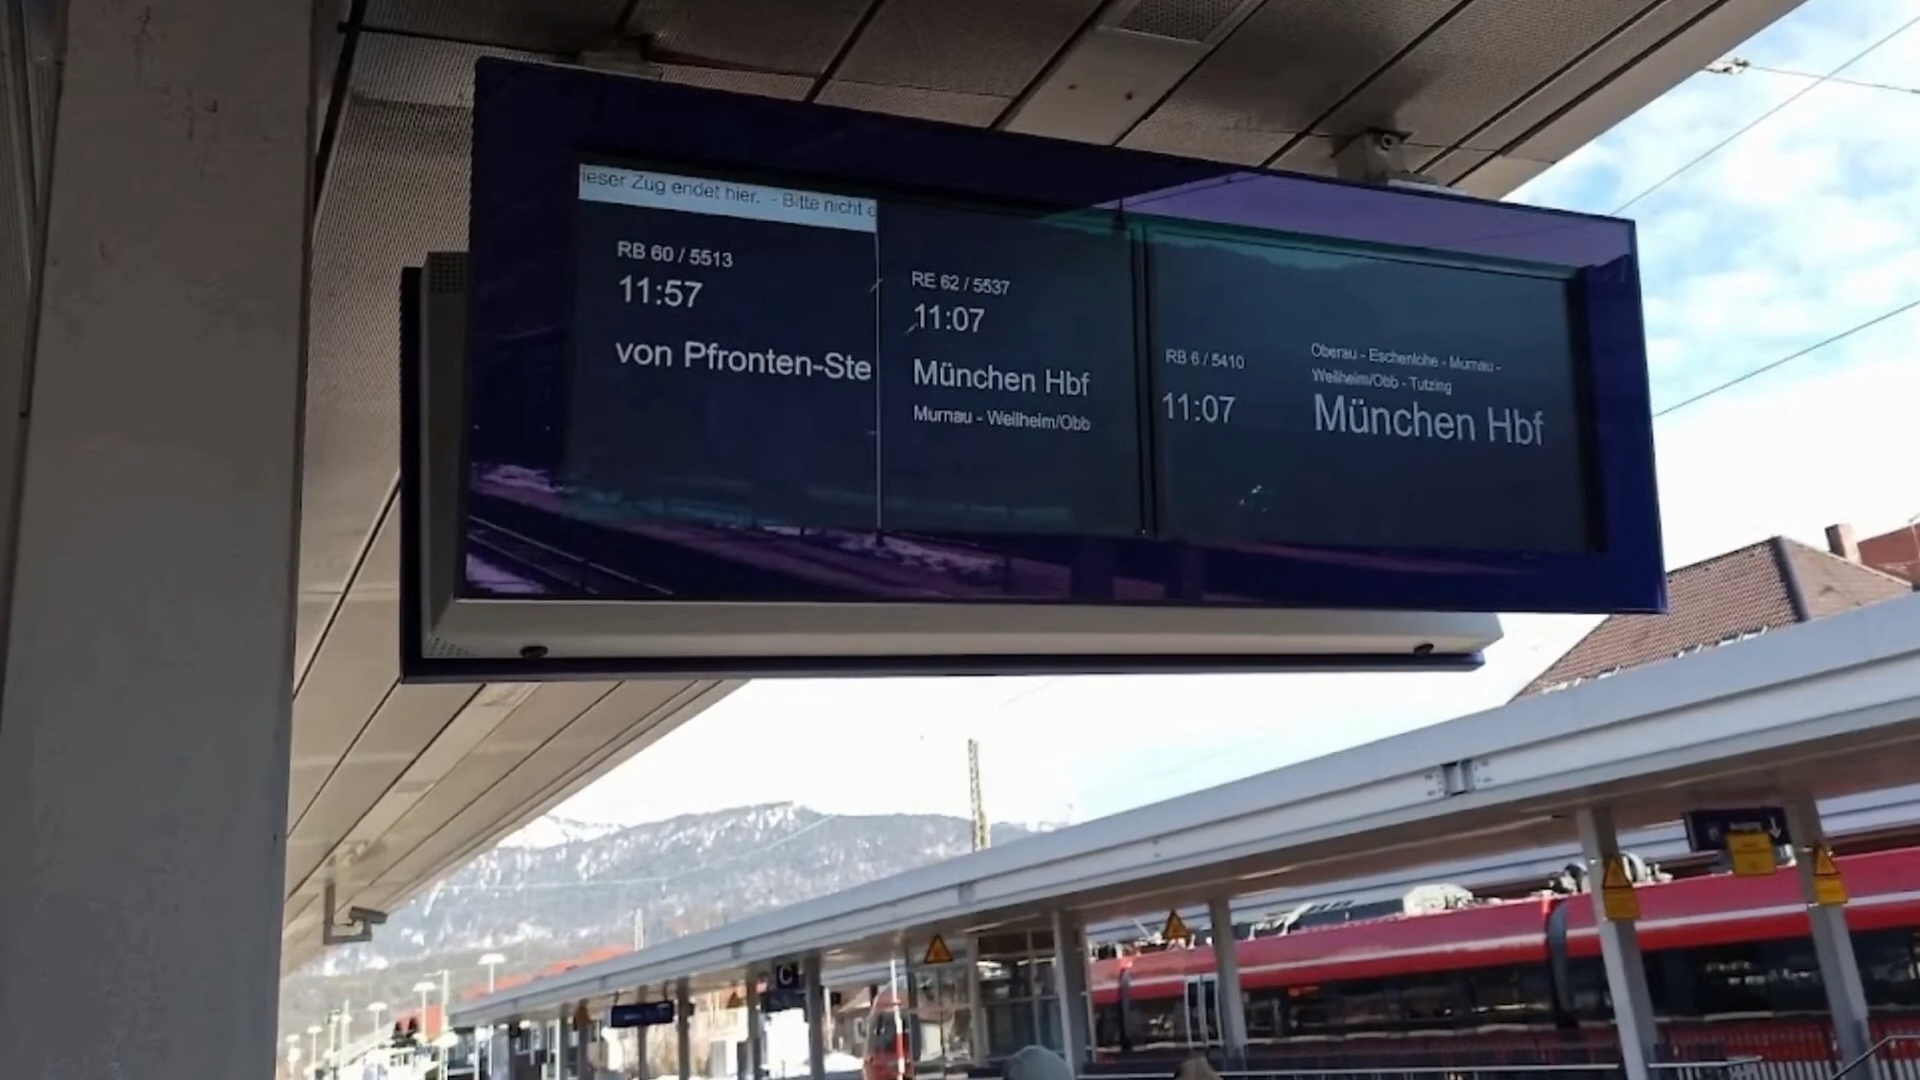 ieser Zug endet hier. - Bitte nicht e
RB 60 / 5513
11:57
von Pfronten-Ste
RE 62 / 5537
11:07
München Hbf
Murnau - Weilheim/Obb
RB 6 / 5410
11:07
Oberau - Eschenlohe - Murnau -
Weilheim/Obb - Tutzing
München Hbf
C